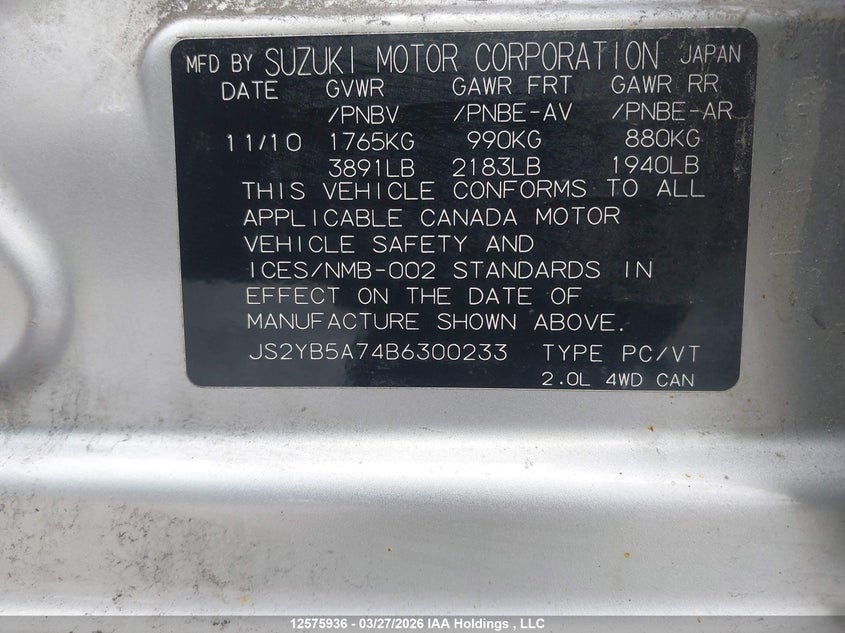 MFD BY SUZUKI MOTOR CORPORATION JAPAN
DATE GVWR GAWR FRT GAWR RR
/PNBV /PNBE-AV /PNBE-AR
11/10 1765KG 990KG 880KG
3891LB 2183LB 1940LB
THIS VEHICLE CONFORMS TO ALL
APPLICABLE CANADA MOTOR
VEHICLE SAFETY AND
ICES/NMB-002 STANDARDS IN
EFFECT ON THE DATE OF
MANUFACTURE SHOWN ABOVE.
JS2YB5A74B6300233 TYPE PC/VT
2.0L 4WD CAN
12575936 - 03/27/2026 IAA Holdings , LLC